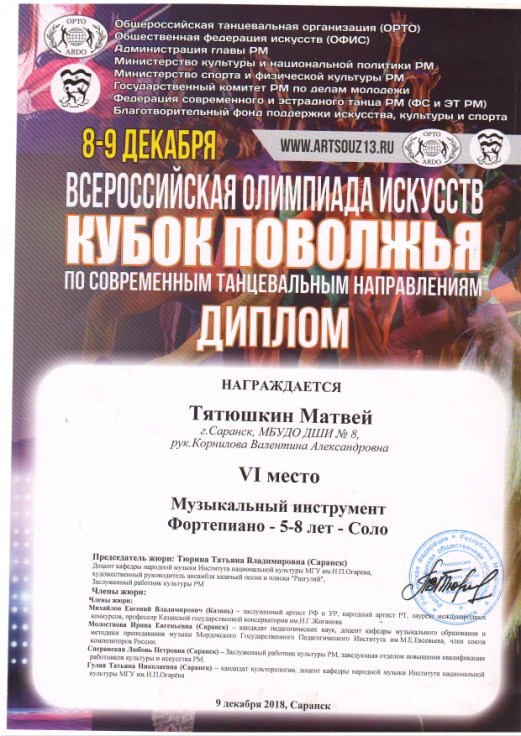 ОРТО
ARDO
Общероссийская танцевальная организация (ОРТО)
Общественная федерация искусств (ОФИС)
Администрация главы РМ
Министерство культуры и национальной политики РМ
Министерство спорта и физической культуры РМ
Государственный комитет РМ по делам молодежи
Федерация современного и эстрадного танца РМ (ФС и ЭТ РМ)
Благотворительный фонд поддержки искусства, культуры и спорта
8-9 ДЕКАБРЯ
WWW.ARTSOUZ13.RU
ОРТО
ARDO
ВСЕРОССИЙСКАЯ ОЛИМПИАДА ИСКУССТВ
КУБОК ПОВОЛЖЬЯ
ПО СОВРЕМЕННЫМ ТАНЦЕВАЛЬНЫМ НАПРАВЛЕНИЯМ
ДИПЛОМ
НАГРАЖДАЕТСЯ
Тятюшкин Матвей
г.Саранск, МБУДО ДШИ № 8,
рук.Корнилова Валентина Александровна
VI место
Музыкальный инструмент
Фортепиано - 5-8 лет - Соло
Председатель жюри: Тюрина Татьяна Владимировна (Саранск)
Доцент кафедры народной музыки Института национальной культуры МГУ им.Н.П.Огарева,
художественный руководитель ансамбля казачьей песни и пляски "Разгуляй",
Заслуженный работник культуры РМ
Члены жюри:
Члены жюри:
Михайлов Евгений Владимирович (Казань) – заслуженный артист РФ и УР, народный артист РТ, лауреат международных
конкурсов, профессор Казанской государственной консерватории им.Н.Г.Жиганова
Молоствова Ирина Евгеньевна (Саранск) – кандидат педагогических наук, доцент кафедры музыкального образования и
методики преподавания музыки Мордовского Государственного Педагогического Института им.М.Е.Евсевьева, член союза
композиторов России.
Сперанская Любовь Петровна (Саранск) – Заслуженный работник культуры РМ, заведующая отделом повышения квалификации
работников культуры и искусства РМ.
Гулая Татьяна Николаевна (Саранск) – кандидат культурологии, доцент кафедры народной музыки Института национальной
культуры МГУ им.Н.П.Огарёва
9 декабря 2018, Саранск